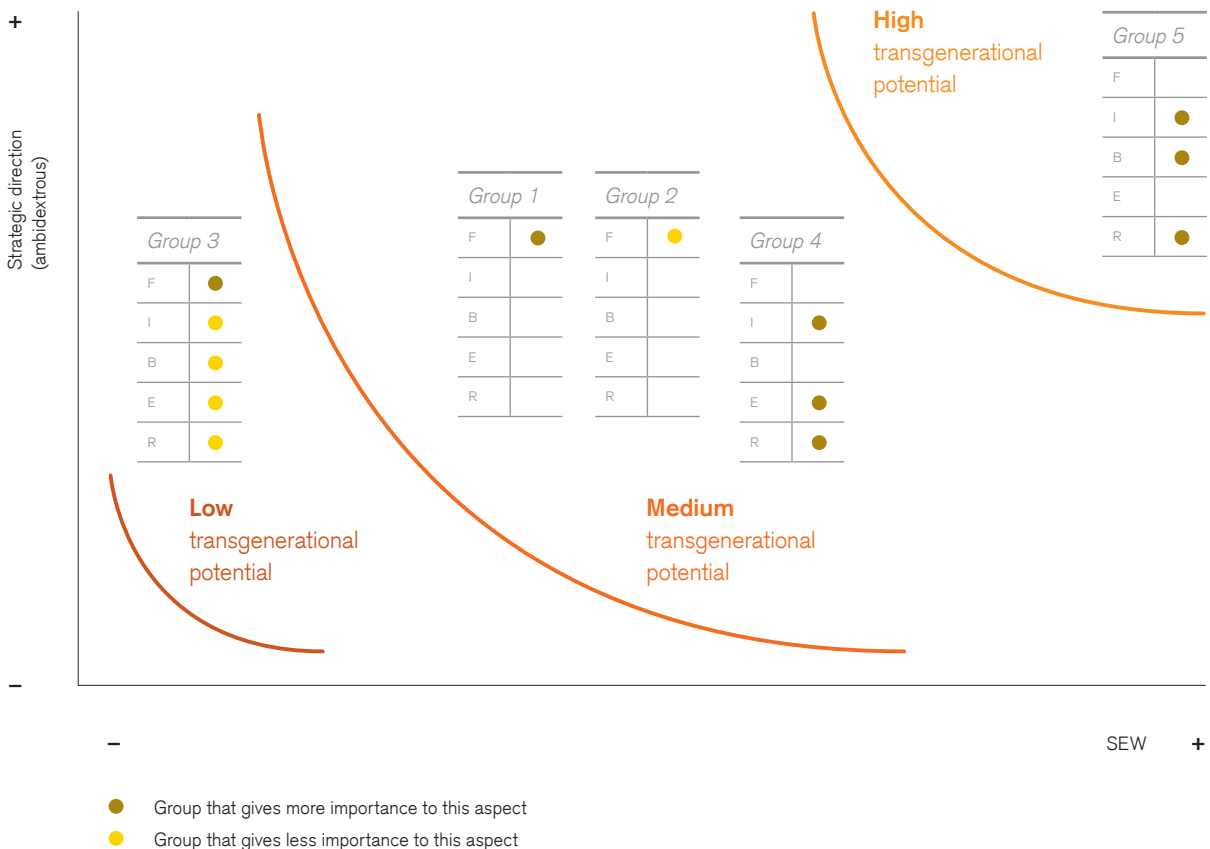 +
Strategic direction
(ambidextrous)
–
High
transgenerational
potential
Group 5
F
I
B
E
R
Group 1
F
I
B
E
R
Group 2
F
I
B
E
R
Group 3
F
I
B
E
R
Group 4
F
I
B
E
R
Low
transgenerational
potential
Medium
transgenerational
potential
–
SEW +
Group that gives more importance to this aspect
Group that gives less importance to this aspect